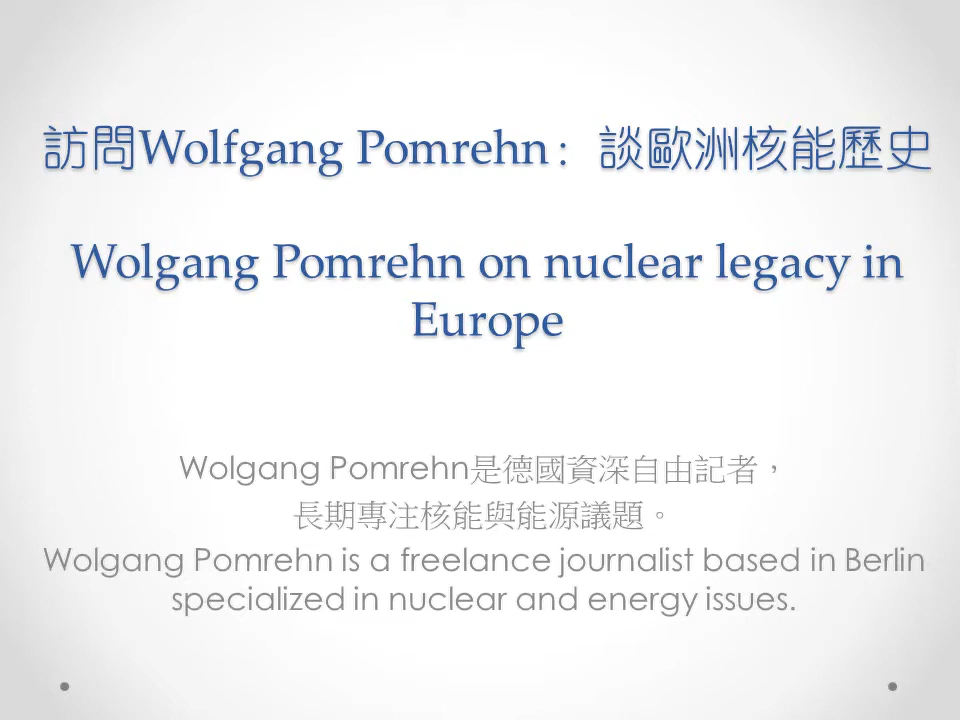 訪問Wolfgang Pomrehn：談歐洲核能歷史
Wolgang Pomrehn on nuclear legacy in
Europe
Wolgang Pomrehn是德國資深自由記者，
長期專注核能與能源議題。
Wolgang Pomrehn is a freelance journalist based in Berlin
specialized in nuclear and energy issues.